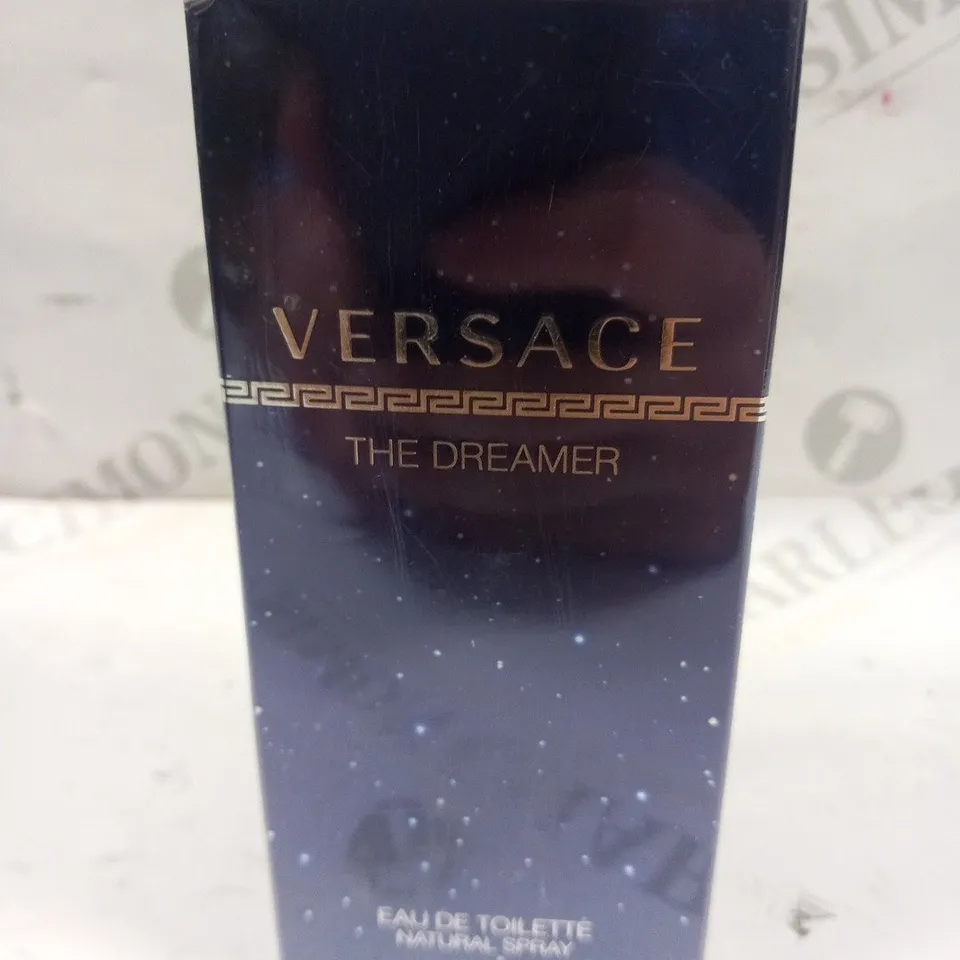 VERSACE
THE DREAMER
EAU DE TOILETTE
NATURAL SPRAY